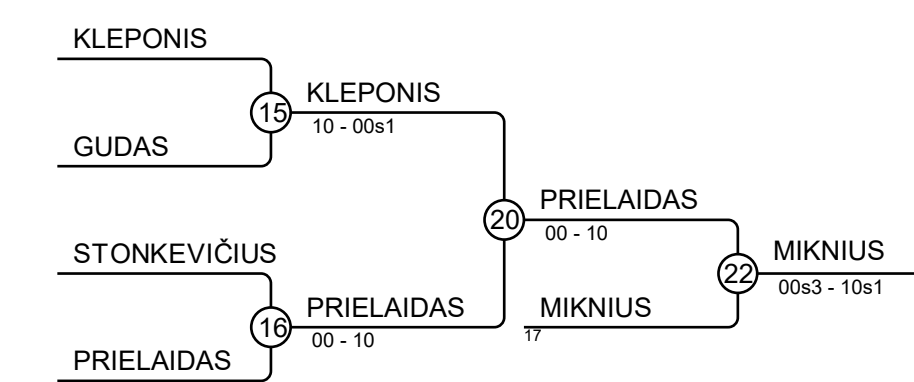 KLEPONIS
15
KLEPONIS
10 - 00s1
GUDAS
20
PRIELAIDAS
00 - 10
STONKEVIČIUS
16
PRIELAIDAS
00 - 10
PRIELAIDAS
22
MIKNIUS
00s3 - 10s1
MIKNIUS
17